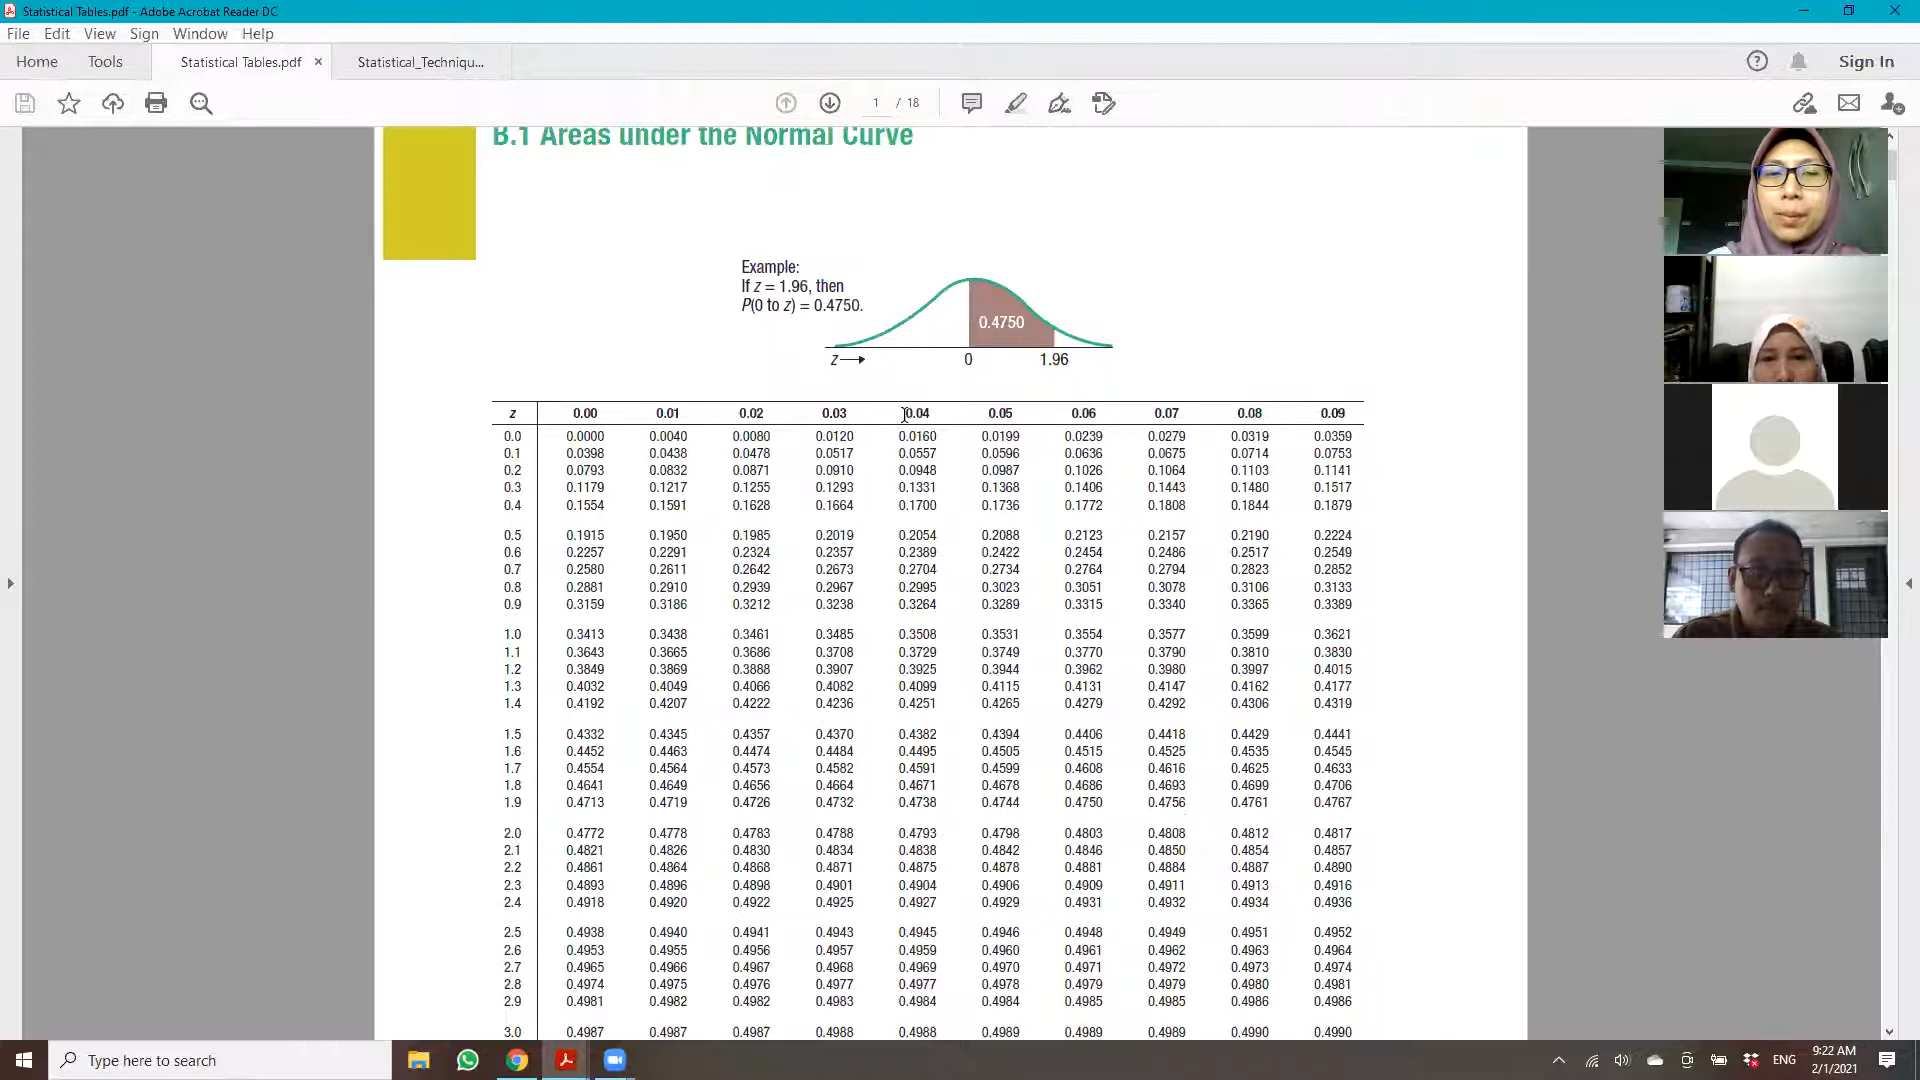 Statistical Tables.pdf - Adobe Acrobat Reader DC
File Edit View Sign Window Help
Home Tools Statistical Tables.pdf × Statistical_Techniqu... Sign In
1 / 18
B.1 Areas under the Normal Curve
Example:
If z = 1.96, then
P(0 to z) = 0.4750.
0.4750
z 0 1.96
z 0.00 0.01 0.02 0.03 0.04 0.05 0.06 0.07 0.08 0.09
0.0 0.0000 0.0040 0.0080 0.0120 0.0160 0.0199 0.0239 0.0279 0.0319 0.0359
0.1 0.0398 0.0438 0.0478 0.0517 0.0557 0.0596 0.0636 0.0675 0.0714 0.0753
0.2 0.0793 0.0832 0.0871 0.0910 0.0948 0.0987 0.1026 0.1064 0.1103 0.1141
0.3 0.1179 0.1217 0.1255 0.1293 0.1331 0.1368 0.1406 0.1443 0.1480 0.1517
0.4 0.1554 0.1591 0.1628 0.1664 0.1700 0.1736 0.1772 0.1808 0.1844 0.1879
0.5 0.1915 0.1950 0.1985 0.2019 0.2054 0.2088 0.2123 0.2157 0.2190 0.2224
0.6 0.2257 0.2291 0.2324 0.2357 0.2389 0.2422 0.2454 0.2486 0.2517 0.2549
0.7 0.2580 0.2611 0.2642 0.2673 0.2704 0.2734 0.2764 0.2794 0.2823 0.2852
0.8 0.2881 0.2910 0.2939 0.2967 0.2995 0.3023 0.3051 0.3078 0.3106 0.3133
0.9 0.3159 0.3186 0.3212 0.3238 0.3264 0.3289 0.3315 0.3340 0.3365 0.3389
1.0 0.3413 0.3438 0.3461 0.3485 0.3508 0.3531 0.3554 0.3577 0.3599 0.3621
1.1 0.3643 0.3665 0.3686 0.3708 0.3729 0.3749 0.3770 0.3790 0.3810 0.3830
1.2 0.3849 0.3869 0.3888 0.3907 0.3925 0.3944 0.3962 0.3980 0.3997 0.4015
1.3 0.4032 0.4049 0.4066 0.4082 0.4099 0.4115 0.4131 0.4147 0.4162 0.4177
1.4 0.4192 0.4207 0.4222 0.4236 0.4251 0.4265 0.4279 0.4292 0.4306 0.4319
1.5 0.4332 0.4345 0.4357 0.4370 0.4382 0.4394 0.4406 0.4418 0.4429 0.4441
1.6 0.4452 0.4463 0.4474 0.4484 0.4495 0.4505 0.4515 0.4525 0.4535 0.4545
1.7 0.4554 0.4564 0.4573 0.4582 0.4591 0.4599 0.4608 0.4616 0.4625 0.4633
1.8 0.4641 0.4649 0.4656 0.4664 0.4671 0.4678 0.4686 0.4693 0.4699 0.4706
1.9 0.4713 0.4719 0.4726 0.4732 0.4738 0.4744 0.4750 0.4756 0.4761 0.4767
2.0 0.4772 0.4778 0.4783 0.4788 0.4793 0.4798 0.4803 0.4808 0.4812 0.4817
2.1 0.4821 0.4826 0.4830 0.4834 0.4838 0.4842 0.4846 0.4850 0.4854 0.4857
2.2 0.4861 0.4864 0.4868 0.4871 0.4875 0.4878 0.4881 0.4884 0.4887 0.4890
2.3 0.4893 0.4896 0.4898 0.4901 0.4904 0.4906 0.4909 0.4911 0.4913 0.4916
2.4 0.4918 0.4920 0.4922 0.4925 0.4927 0.4929 0.4931 0.4932 0.4934 0.4936
2.5 0.4938 0.4940 0.4941 0.4943 0.4945 0.4946 0.4948 0.4949 0.4951 0.4952
2.6 0.4953 0.4955 0.4956 0.4957 0.4959 0.4960 0.4961 0.4962 0.4963 0.4964
2.7 0.4965 0.4966 0.4967 0.4968 0.4969 0.4970 0.4971 0.4972 0.4973 0.4974
2.8 0.4974 0.4975 0.4976 0.4977 0.4977 0.4978 0.4979 0.4979 0.4980 0.4981
2.9 0.4981 0.4982 0.4982 0.4983 0.4984 0.4984 0.4985 0.4985 0.4986 0.4986
3.0 0.4987 0.4987 0.4987 0.4988 0.4988 0.4989 0.4989 0.4989 0.4990 0.4990
Type here to search ENG 9:22 AM
2/1/2021